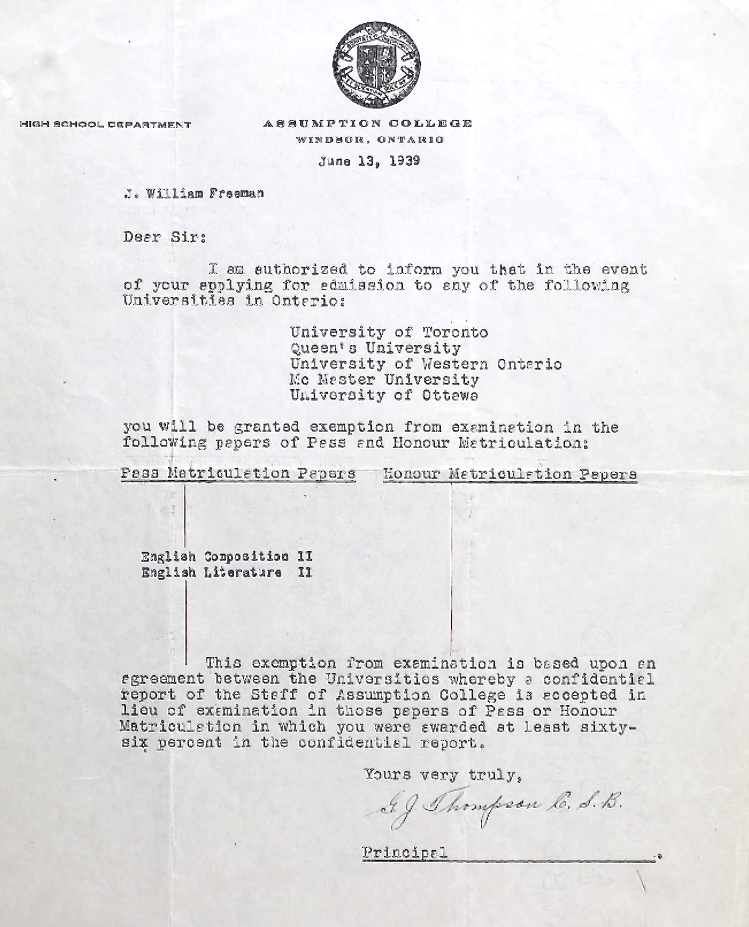 HIGH SCHOOL DEPARTMENT
ASSUMPTION COLLEGE
WINDSOR, ONTARIO
June 13, 1939
J. William Freeman
Dear Sir:
I am authorized to inform you that in the event
of your applying for admission to any of the following
Universities in Ontario:
University of Toronto
Queen's University
University of Western Ontario
Mc Master University
University of Ottawa
you will be granted exemption from examination in the
following papers of Pass and Honour Matriculation:
Pass Matriculation Papers Honour Matriculation Papers
English Composition II
English Literature II
This exemption from examination is based upon an
agreement between the Universities whereby a confidential
report of the Staff of Assumption College is accepted in
lieu of examination in those papers of Pass or Honour
Matriculation in which you were awarded at least sixty-
six percent in the confidential report.
Yours very truly,
G J Thompson C.S.B.
Principal